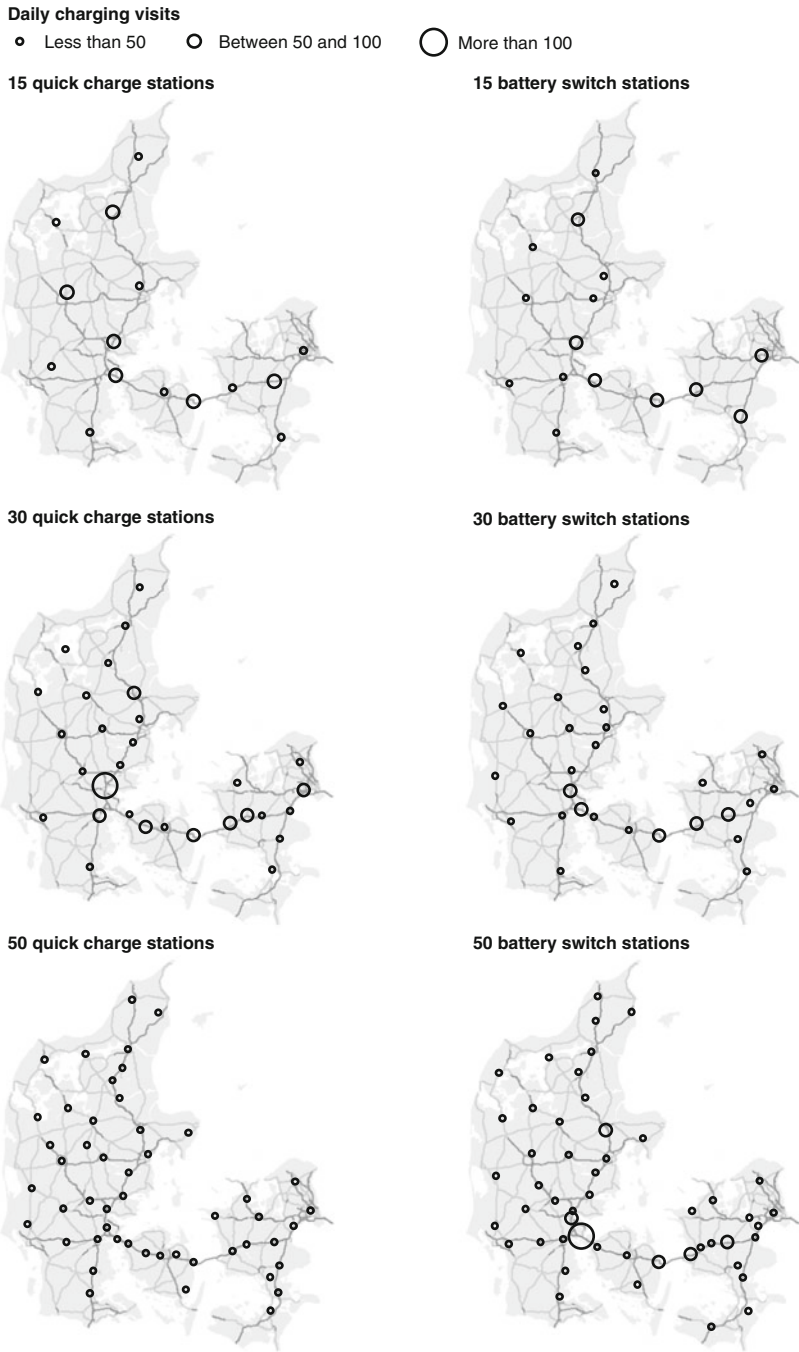 Daily charging visits
Less than 50 Between 50 and 100 More than 100
15 quick charge stations 15 battery switch stations
30 quick charge stations 30 battery switch stations
50 quick charge stations 50 battery switch stations